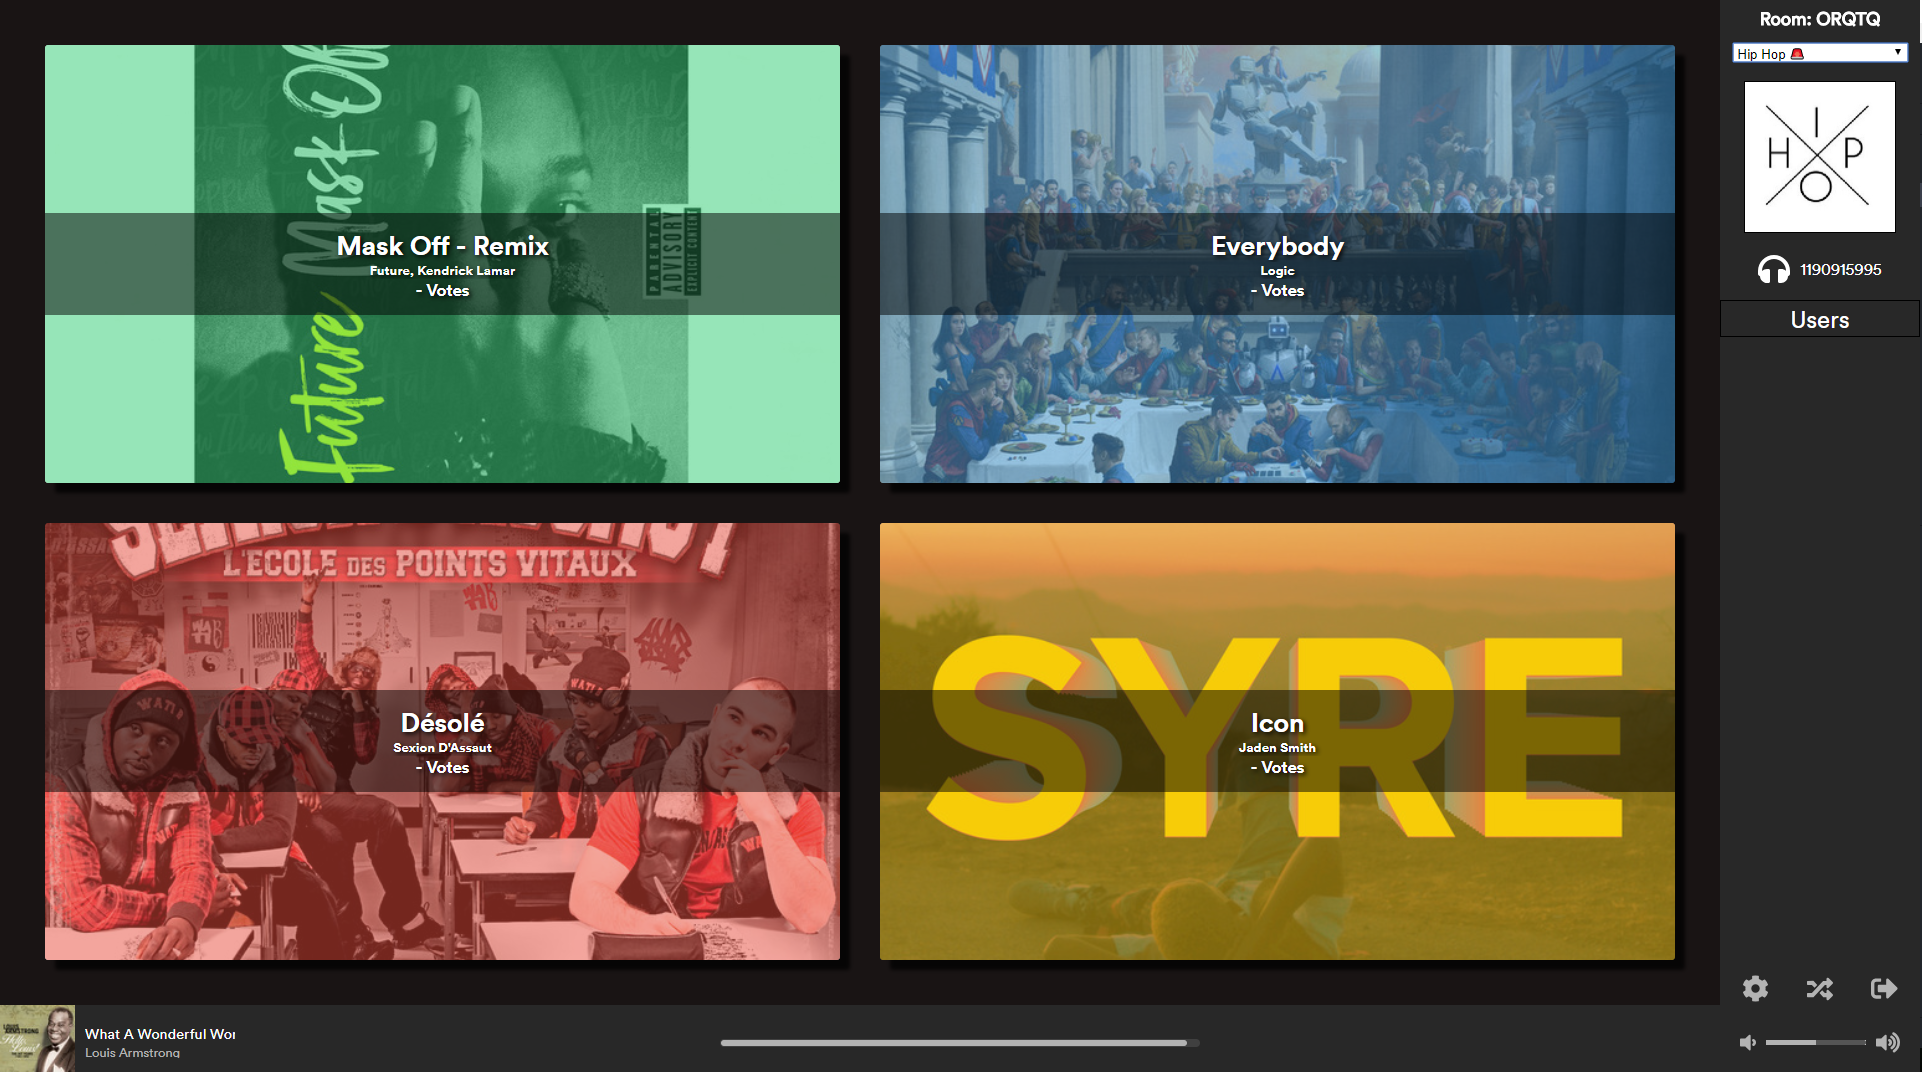 Room: ORQTQ
Hip Hop
H I P
O
1190915995
Users
Mask Off
Future
PARENTAL
ADVISORY
EXPLICIT CONTENT
Mask Off - Remix
Future, Kendrick Lamar
- Votes
Everybody
Logic
- Votes
L'ECOLE DES POINTS VITAUX
WATI B
Désolé
Sexion D'Assaut
- Votes
SYRE
Icon
Jaden Smith
- Votes
What A Wonderful Wor
Louis Armstrong